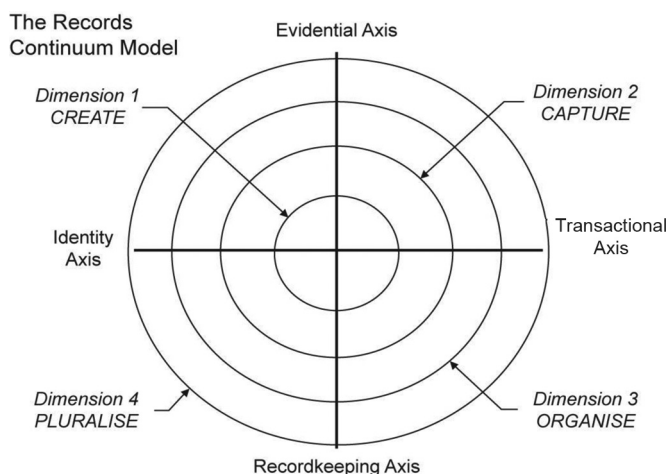 The Records
Continuum Model
Evidential Axis
Dimension 1
CREATE
Dimension 2
CAPTURE
Identity
Axis
Transactional
Axis
Dimension 4
PLURALISE
Dimension 3
ORGANISE
Recordkeeping Axis